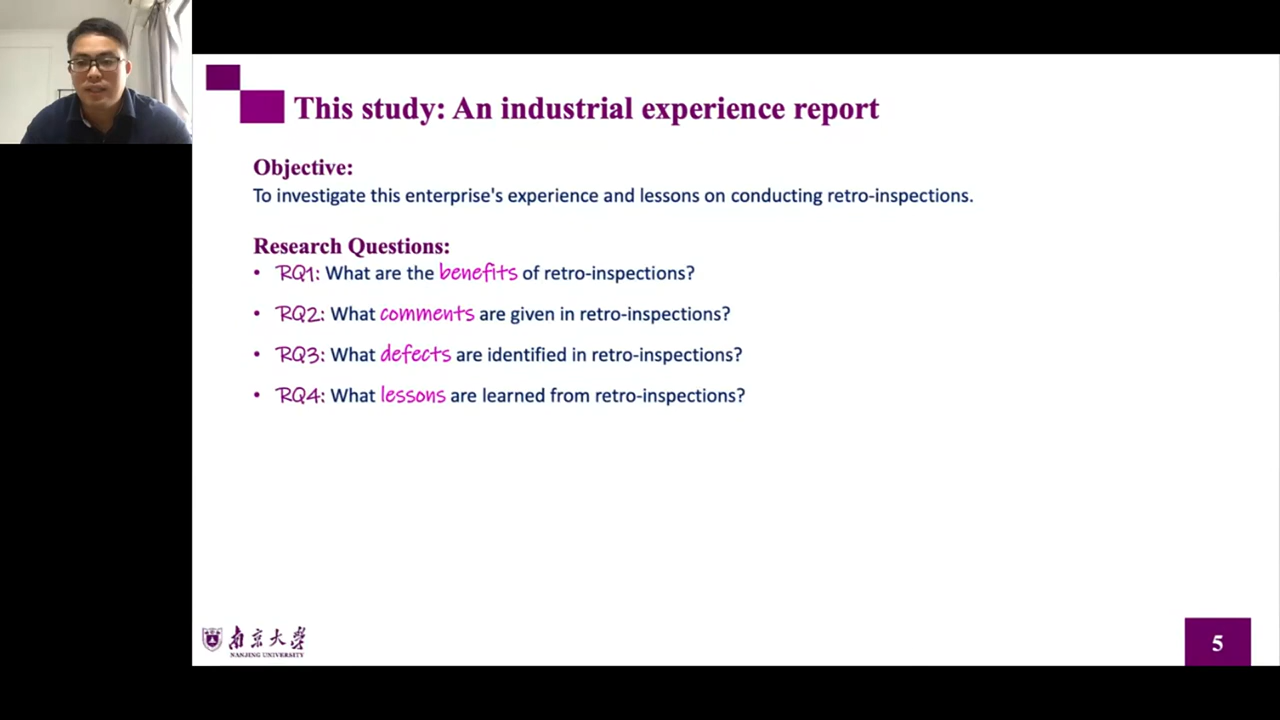 This study: An industrial experience report
Objective:
To investigate this enterprise's experience and lessons on conducting retro-inspections.
Research Questions:
• RQ1: What are the benefits of retro-inspections?
• RQ2: What comments are given in retro-inspections?
• RQ3: What defects are identified in retro-inspections?
• RQ4: What lessons are learned from retro-inspections?
南京大學
NANJING UNIVERSITY
5